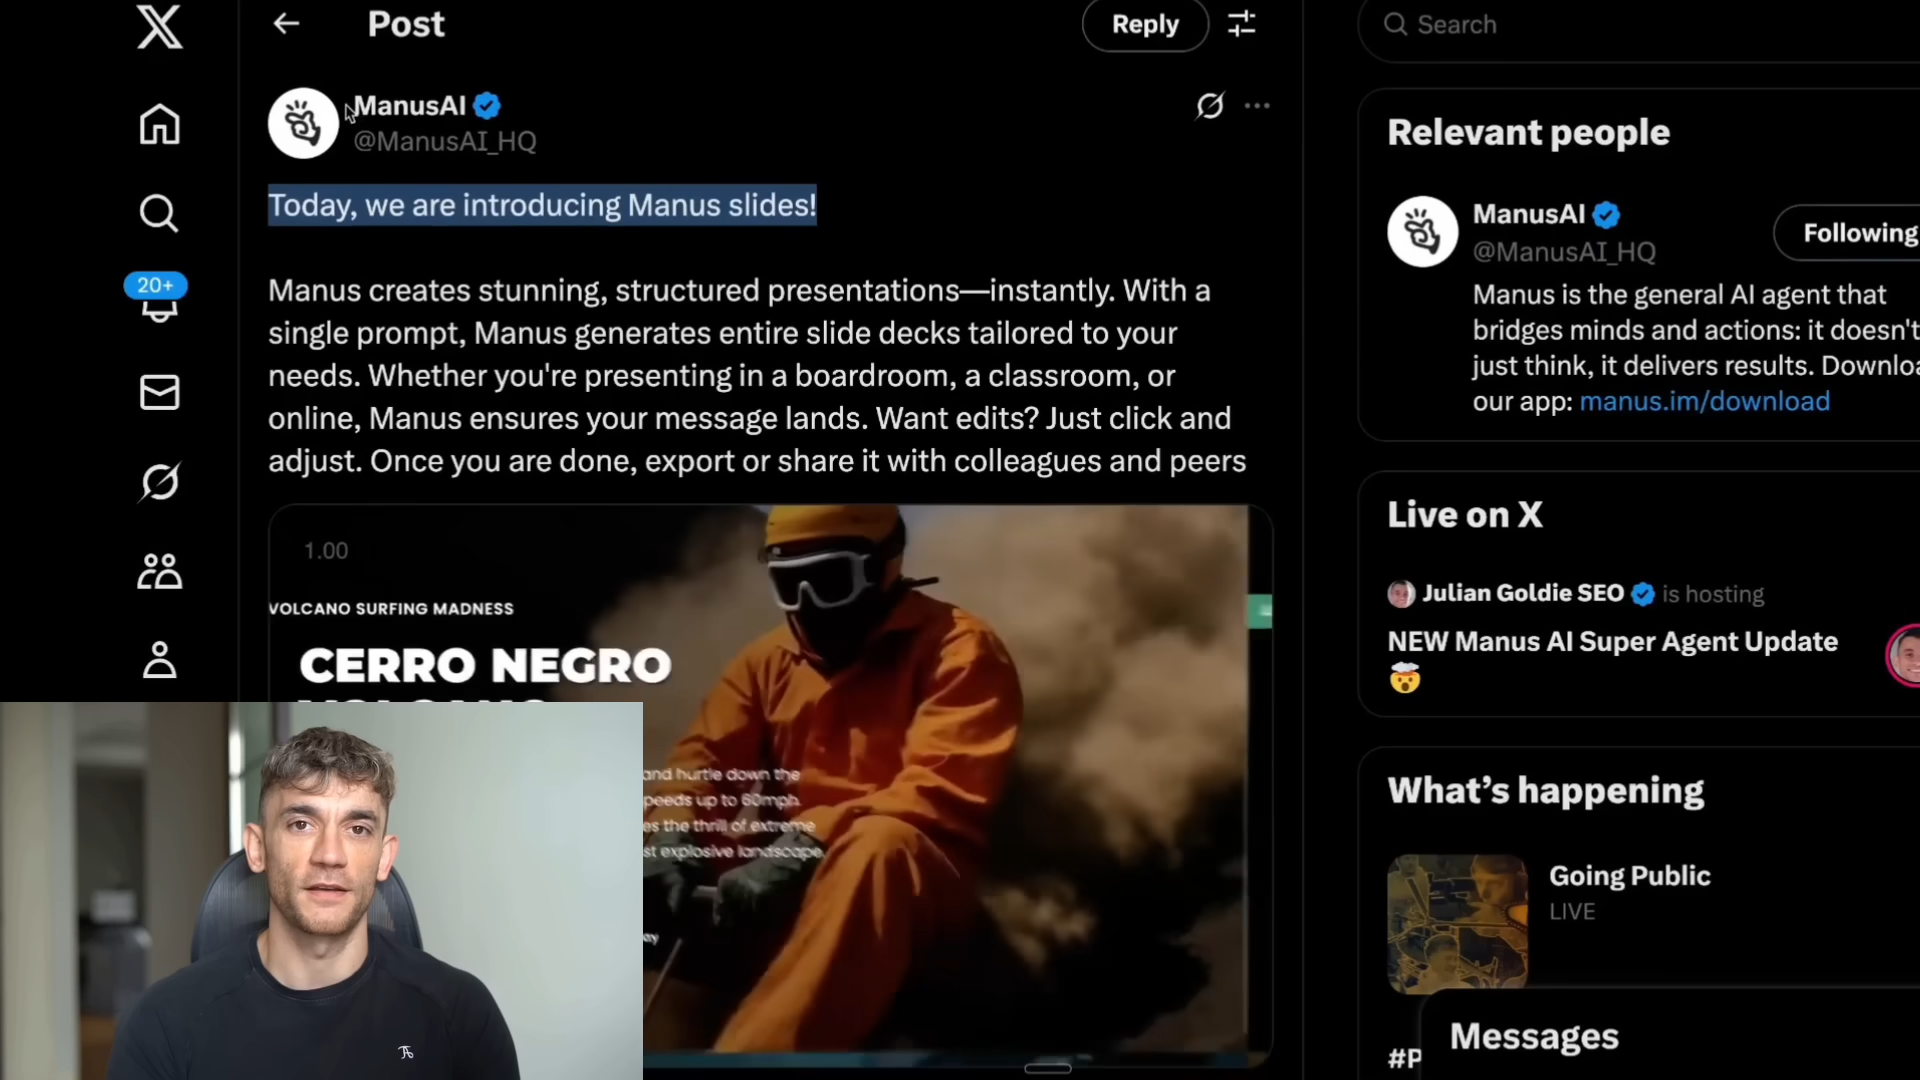 Post
Reply
Search
ManusAI
@ManusAI_HQ
Today, we are introducing Manus slides!
Manus creates stunning, structured presentations—instantly. With a
single prompt, Manus generates entire slide decks tailored to your
needs. Whether you're presenting in a boardroom, a classroom, or
online, Manus ensures your message lands. Want edits? Just click and
adjust. Once you are done, export or share it with colleagues and peers
20+
1.00
VOLCANO SURFING MADNESS
CERRO NEGRO
and hurtle down the
peeds up to 60mph.
es the thrill of extreme
st explosive landscape.
ay
Relevant people
ManusAI
@ManusAI_HQ
Following
Manus is the general AI agent that
bridges minds and actions: it doesn't
just think, it delivers results. Downloa
our app: manus.im/download
Live on X
Julian Goldie SEO is hosting
NEW Manus AI Super Agent Update
What's happening
Going Public
LIVE
#P
Messages